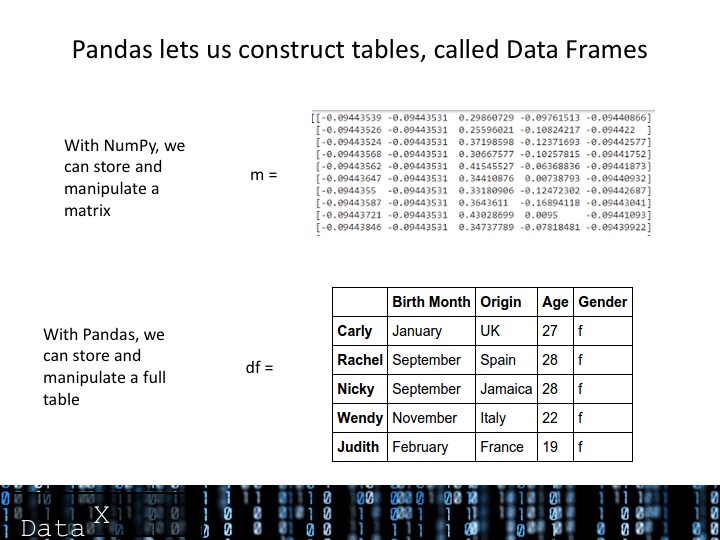 Pandas lets us construct tables, called Data Frames
With NumPy, we
can store and
manipulate a
matrix
m =
[[-0.09443539 -0.09443531 0.29860729 -0.09761513 -0.09440866]
[-0.09443526 -0.09443531 0.25596021 -0.10824217 -0.094422 ]
[-0.09443524 -0.09443531 0.37198598 -0.12371693 -0.09442577]
[-0.09443568 -0.09443531 0.30667577 -0.10257815 -0.09441752]
[-0.09443562 -0.09443531 0.41545527 -0.06368836 -0.09441873]
[-0.09443647 -0.09443531 0.34410876 0.00738793 -0.09440932]
[-0.0944355 -0.09443531 0.33180906 -0.12472302 -0.09442687]
[-0.09443587 -0.09443531 0.3643611 -0.16894118 -0.09443041]
[-0.09443721 -0.09443531 0.43028699 0.0095 -0.09441093]
[-0.09443846 -0.09443531 0.34737789 -0.07818481 -0.09439922]
With Pandas, we
can store and
manipulate a full
table
df =
Birth Month Origin Age Gender
Carly January UK 27 f
Rachel September Spain 28 f
Nicky September Jamaica 28 f
Wendy November Italy 22 f
Judith February France 19 f
Data X